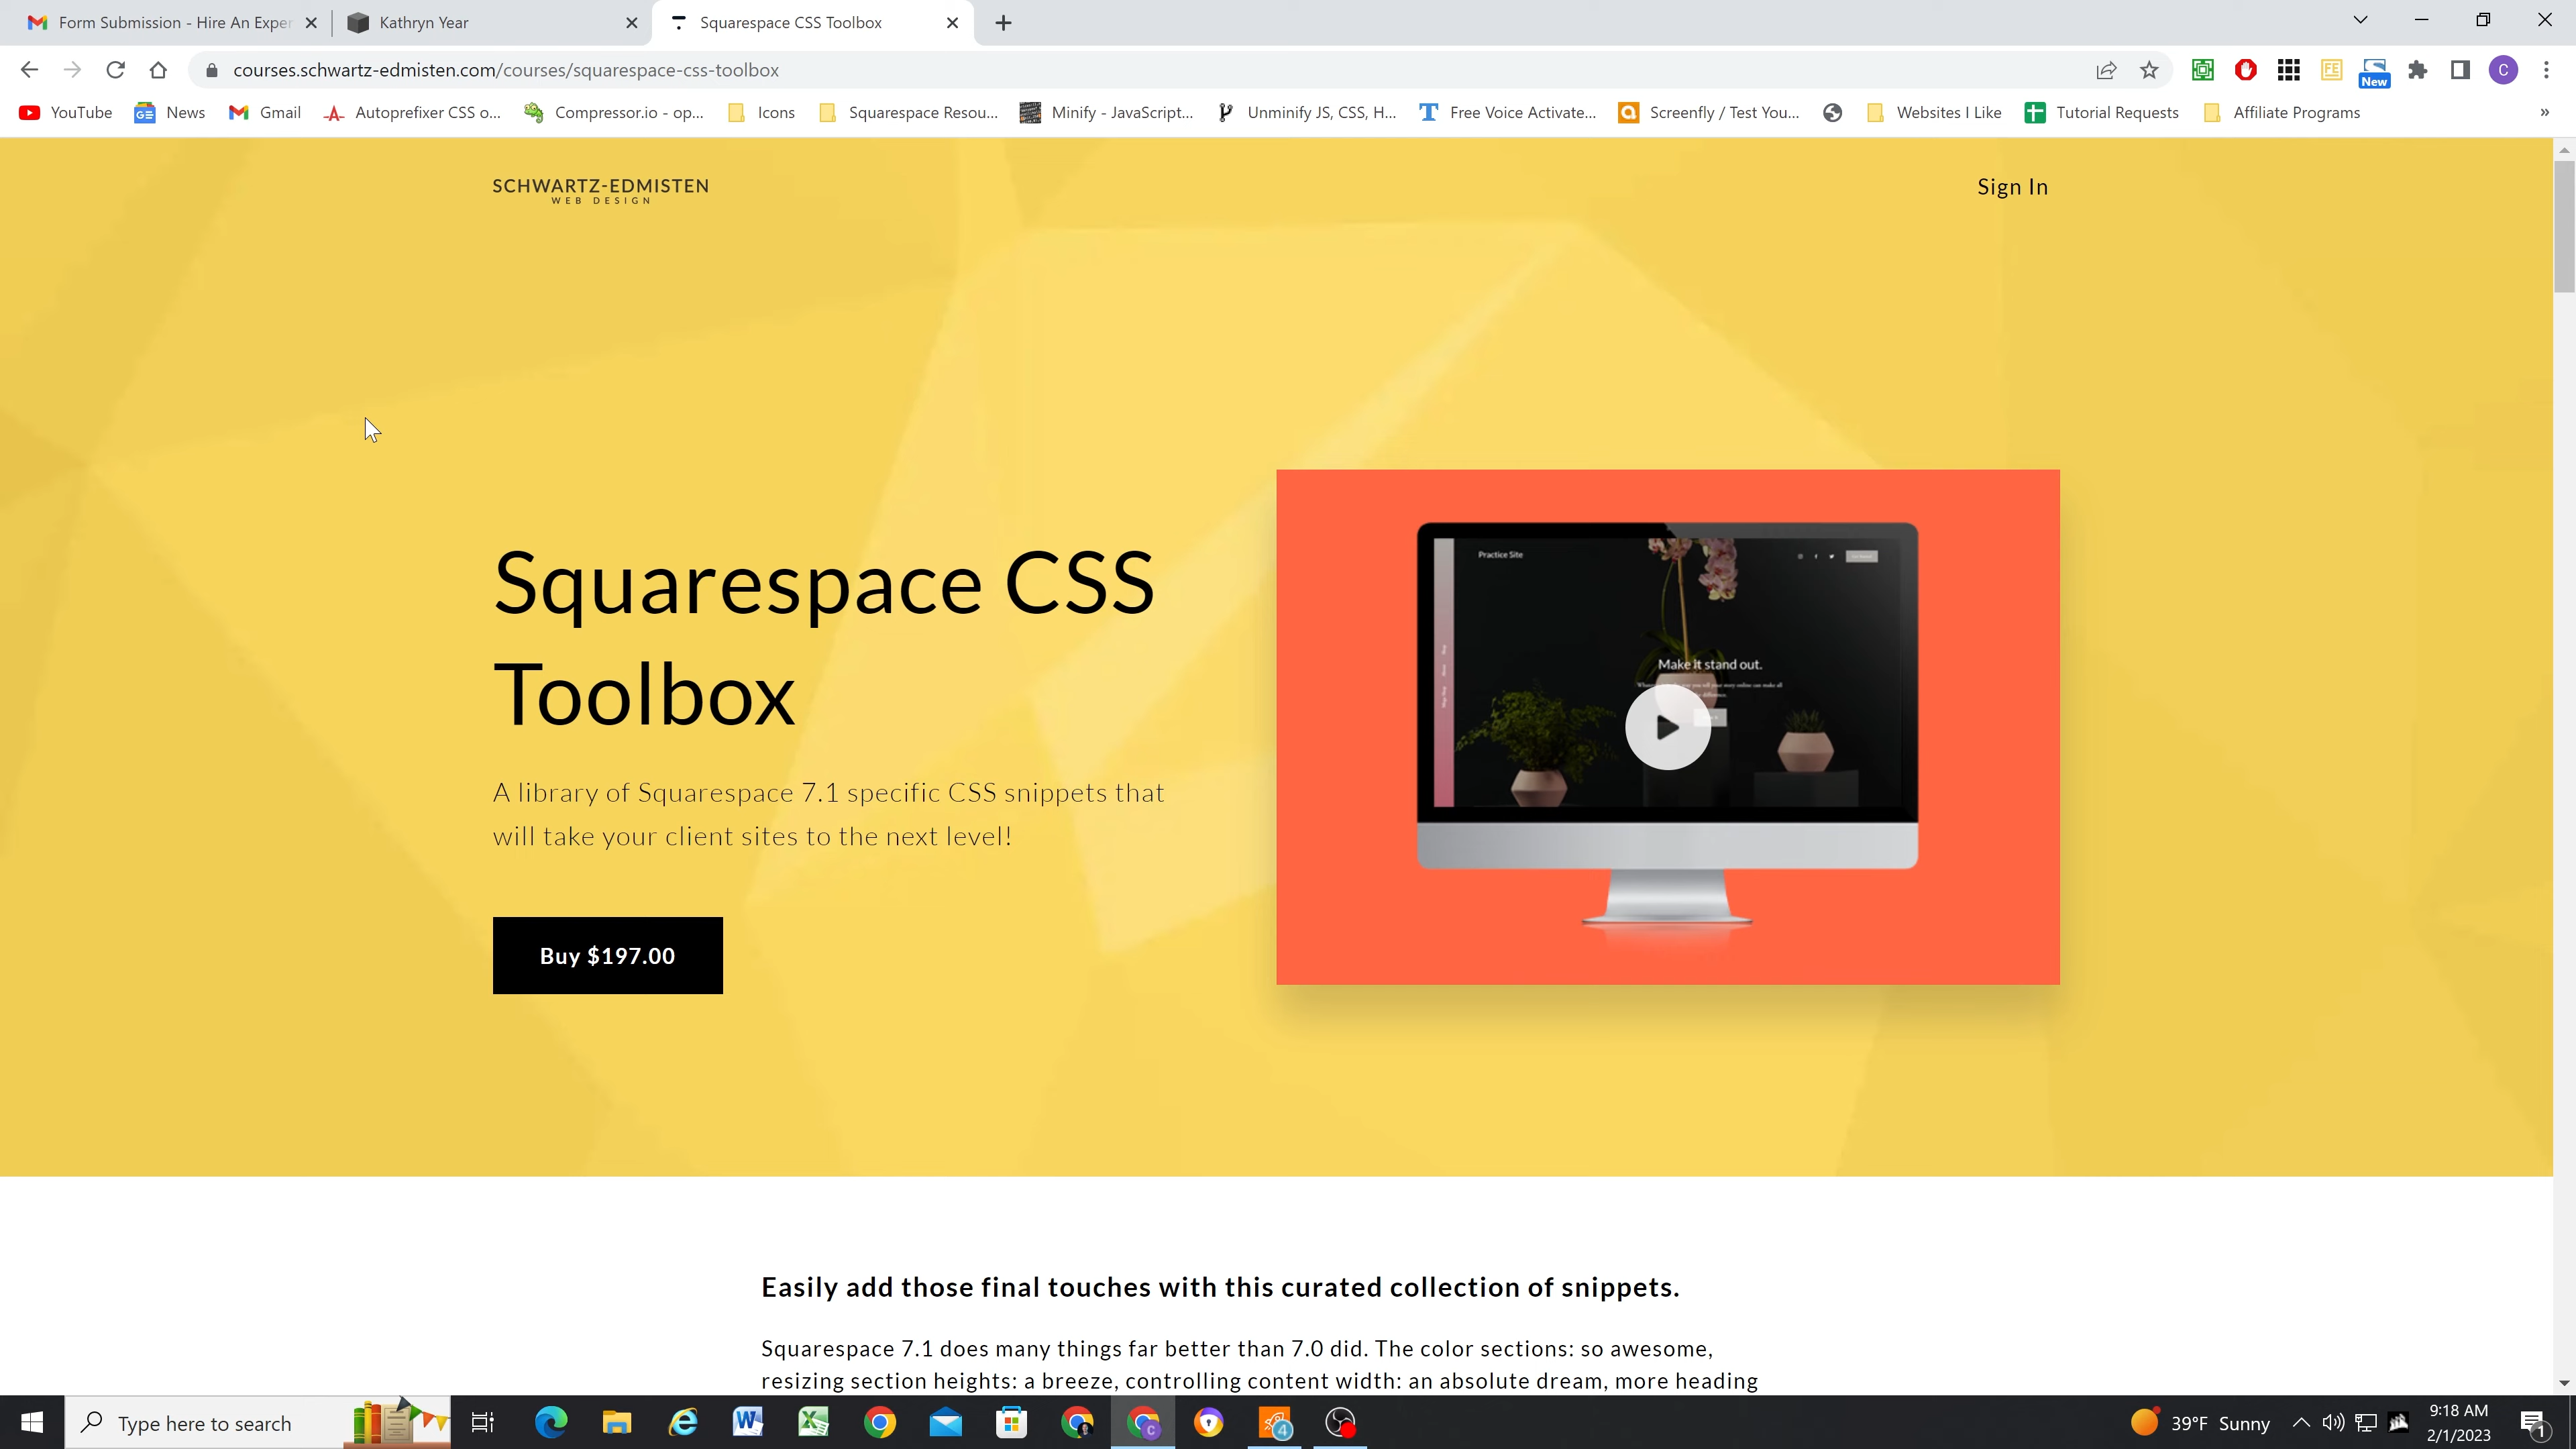 Form Submission - Hire An Exper
Kathryn Year
Squarespace CSS Toolbox
courses.schwartz-edmisten.com/courses/squarespace-css-toolbox
New
C
YouTube
News
Gmail
Autoprefixer CSS o...
Compressor.io - op...
Icons
Squarespace Resou...
Minify - JavaScript...
Unminify JS, CSS, H...
Free Voice Activate...
Screenfly / Test You...
Websites I Like
Tutorial Requests
Affiliate Programs
SCHWARTZ-EDMISTEN
WEB DESIGN
Sign In
Squarespace CSS
Toolbox
A library of Squarespace 7.1 specific CSS snippets that
will take your client sites to the next level!
Buy $197.00
Practice Site
Make it stand out.
Easily add those final touches with this curated collection of snippets.
Squarespace 7.1 does many things far better than 7.0 did. The color sections: so awesome,
resizing section heights: a breeze, controlling content width: an absolute dream, more heading
Type here to search
4
39°F Sunny
9:18 AM
2/1/2023
1